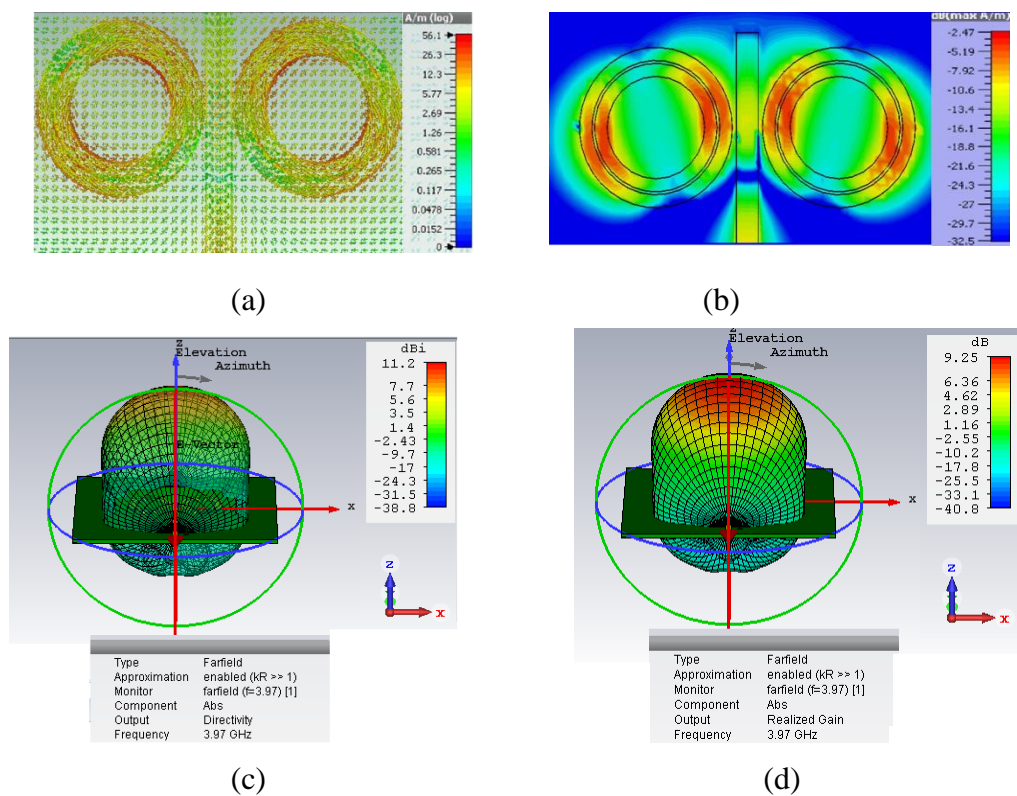 A/m (log)
56.1
25.6
12.3
5.77
2.69
1.26
0.581
0.265
0.117
0.0478
0.0152
0
(a)
dB(max A/m)
-2.47
-5.19
-7.92
-10.6
-13.4
-16.1
-18.8
-21.6
-24.3
-27
-29.7
-32.5
(b)
z
Elevation
Azimuth
x
dBi
11.2
7.7
5.6
3.5
1.4
-2.43
-9.7
-17
-24.3
-31.5
-38.8
z
x
Type Farfield
Approximation enabled (kR >> 1)
Monitor farfield (f=3.97) [1]
Component Abs
Output Directivity
Frequency 3.97 GHz
(c)
z
Elevation
Azimuth
x
dB
9.25
6.36
4.62
2.89
1.16
-2.55
-10.2
-17.8
-25.5
-33.1
-40.8
z
x
Type Farfield
Approximation enabled (kR >> 1)
Monitor farfield (f=3.97) [1]
Component Abs
Output Realized Gain
Frequency 3.97 GHz
(d)